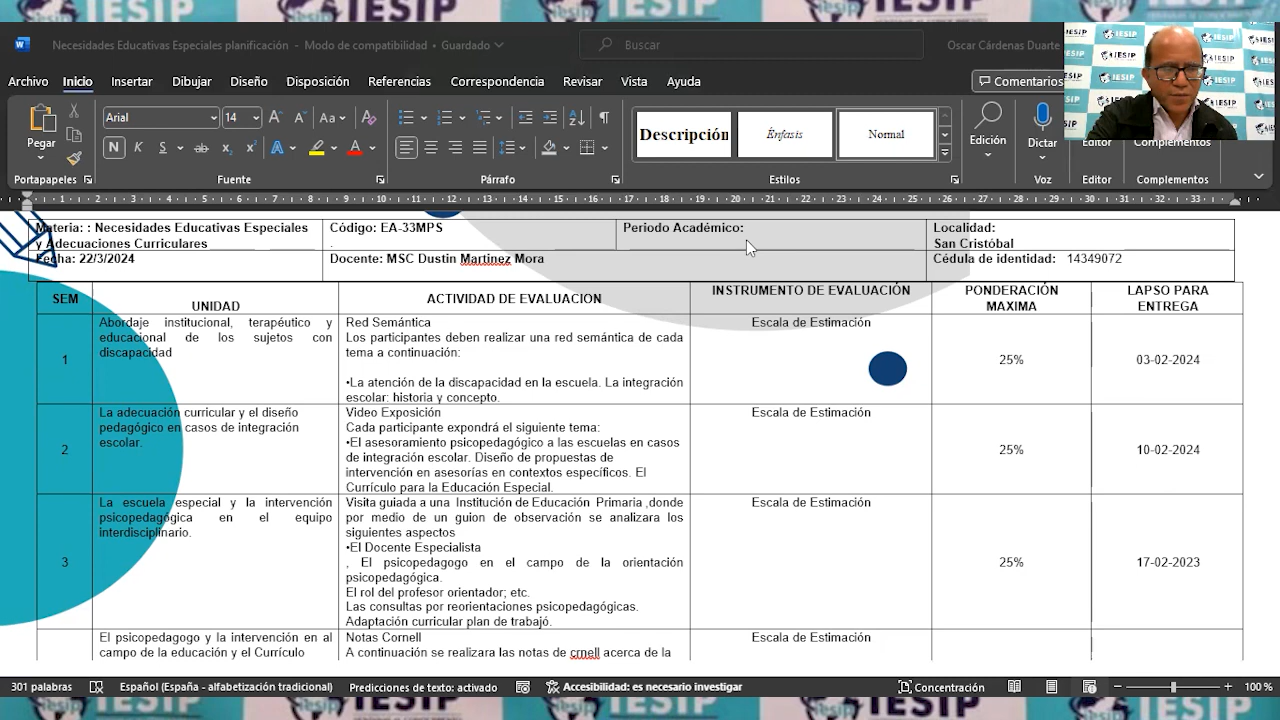 IESIP
Necesidades Educativas Especiales planificación - Modo de compatibilidad • Guardado
Buscar
Oscar Cárdenas Duarte
Archivo Inicio Insertar Dibujar Diseño Disposición Referencias Correspondencia Revisar Vista Ayuda
Comentarios
Pegar
Arial
14
Descripción
Énfasis
Normal
Edición
Dictar
Editor
Complementos
Portapapeles
Fuente
Párrafo
Estilos
Voz
Editor
Complementos
Materia: : Necesidades Educativas Especiales
y Adecuaciones Curriculares
Código: EA-33MPS
.
Periodo Académico:
Localidad:
San Cristóbal
Fecha: 22/3/2024
Docente: MSC Dustin Martinez Mora
Cédula de identidad: 14349072
SEM
UNIDAD
ACTIVIDAD DE EVALUACION
INSTRUMENTO DE EVALUACIÓN
PONDERACIÓN
MAXIMA
LAPSO PARA
ENTREGA
1
Abordaje institucional, terapéutico y
educacional de los sujetos con
discapacidad
Red Semántica
Los participantes deben realizar una red semántica de cada
tema a continuación:
•La atención de la discapacidad en la escuela. La integración
escolar: historia y concepto.
Escala de Estimación
25%
03-02-2024
2
La adecuación curricular y el diseño
pedagógico en casos de integración
escolar.
Video Exposición
Cada participante expondrá el siguiente tema:
•El asesoramiento psicopedagógico a las escuelas en casos
de integración escolar. Diseño de propuestas de
intervención en asesorías en contextos específicos. El
Currículo para la Educación Especial.
Escala de Estimación
25%
10-02-2024
3
La escuela especial y la intervención
psicopedagógica en el equipo
interdisciplinario.
Visita guiada a una Institución de Educación Primaria ,donde
por medio de un guion de observación se analizara los
siguientes aspectos
•El Docente Especialista
, El psicopedagogo en el campo de la orientación
psicopedagógica.
El rol del profesor orientador; etc.
Las consultas por reorientaciones psicopedagógicas.
Adaptación curricular plan de trabajó.
Escala de Estimación
25%
17-02-2023
El psicopedagogo y la intervención en al
campo de la educación y el Currículo
Notas Cornell
A continuación se realizara las notas de crnell acerca de la
Escala de Estimación
301 palabras
Español (España - alfabetización tradicional)
Predicciones de texto: activado
Accesibilidad: es necesario investigar
Concentración
100 %